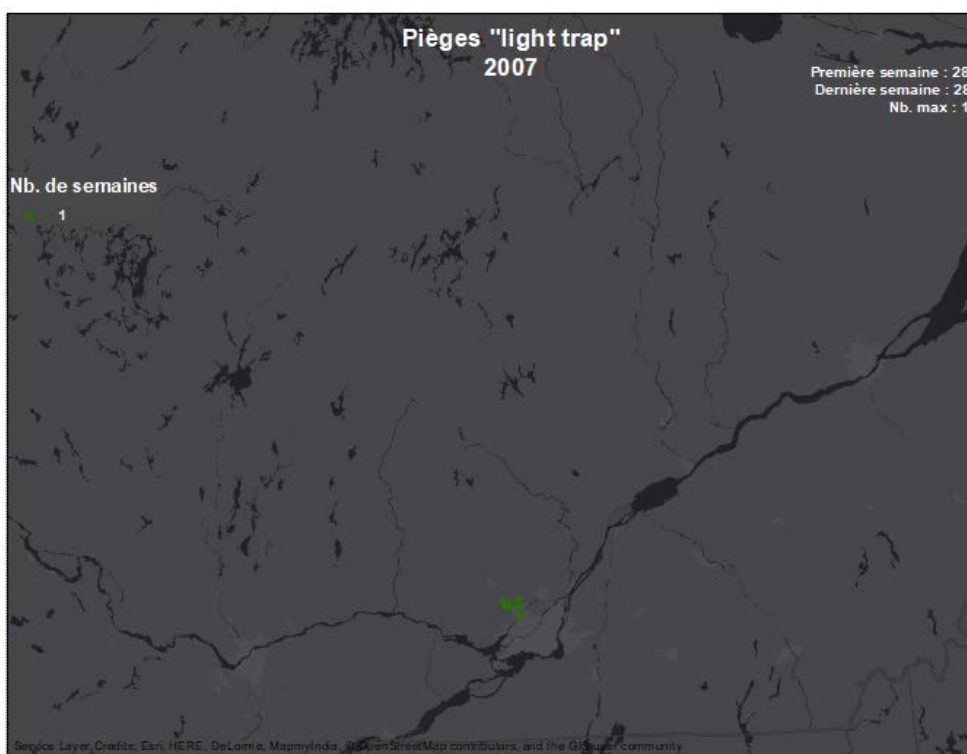 Pièges "light trap"
2007
Première semaine : 28
Dernière semaine : 28
Nb. max : 1
Nb. de semaines
1
Service Layer Credits: Esri, HERE, DeLorme, MapmyIndia, © OpenStreetMap contributors, and the GIS user community